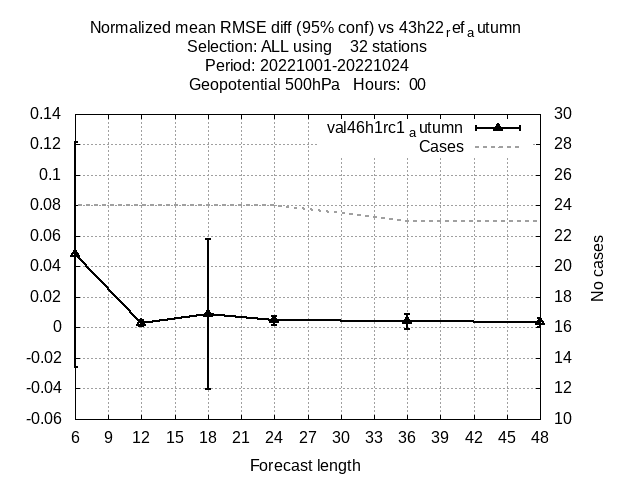 Normalized mean RMSE diff (95% conf) vs 43h22refautumn
Selection: ALL using 32 stations
Period: 20221001-20221024
Geopotential 500hPa Hours: 00
val46h1rc1autumn
Cases
0.14 30
0.12 28
0.1 26
0.08 24
0.06 22
0.04 20
0.02 18
0 16
-0.02 14
-0.04 12
-0.06 10
No cases
6 9 12 15 18 21 24 27 30 33 36 39 42 45 48
Forecast length